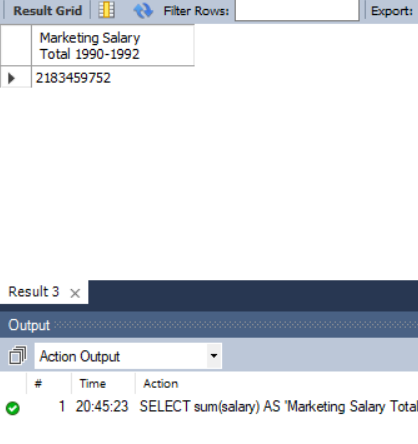 Result Grid Filter Rows: Export:
Marketing Salary
Total 1990-1992
2183459752
Result 3 ×
Output
Action Output
# Time Action
1 20:45:23 SELECT sum(salary) AS 'Marketing Salary Total